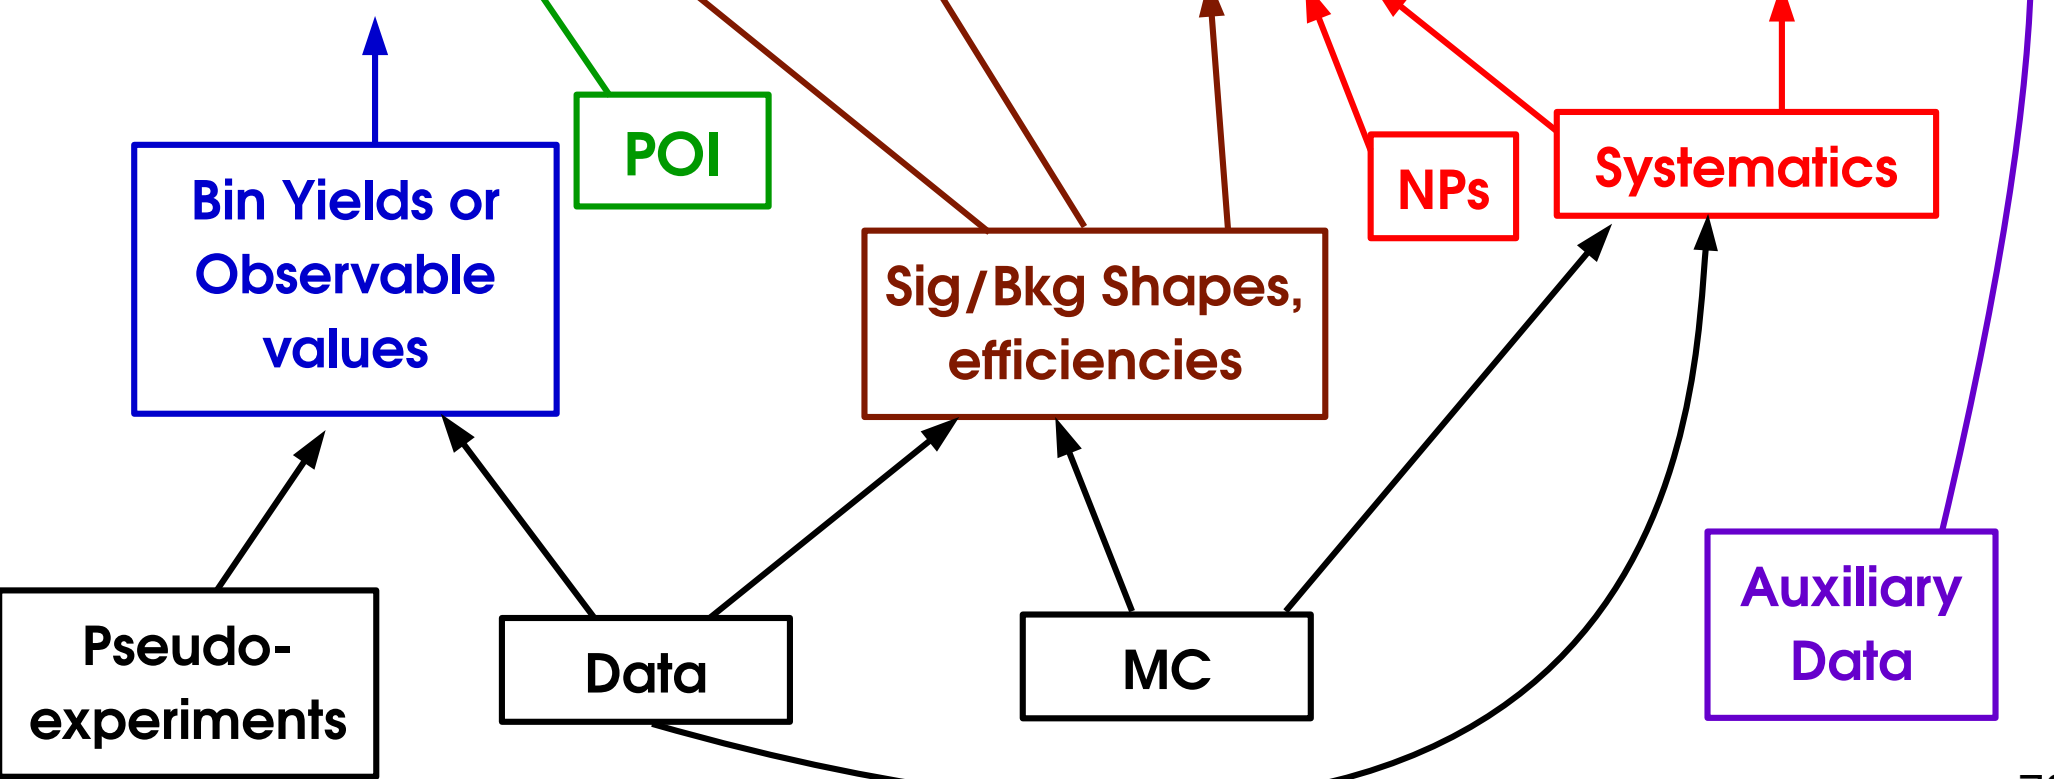 POI
Bin Yields or
Observable
values
NPs
Systematics
Sig/Bkg Shapes,
efficiencies
Pseudo-
experiments
Data
MC
Auxiliary
Data